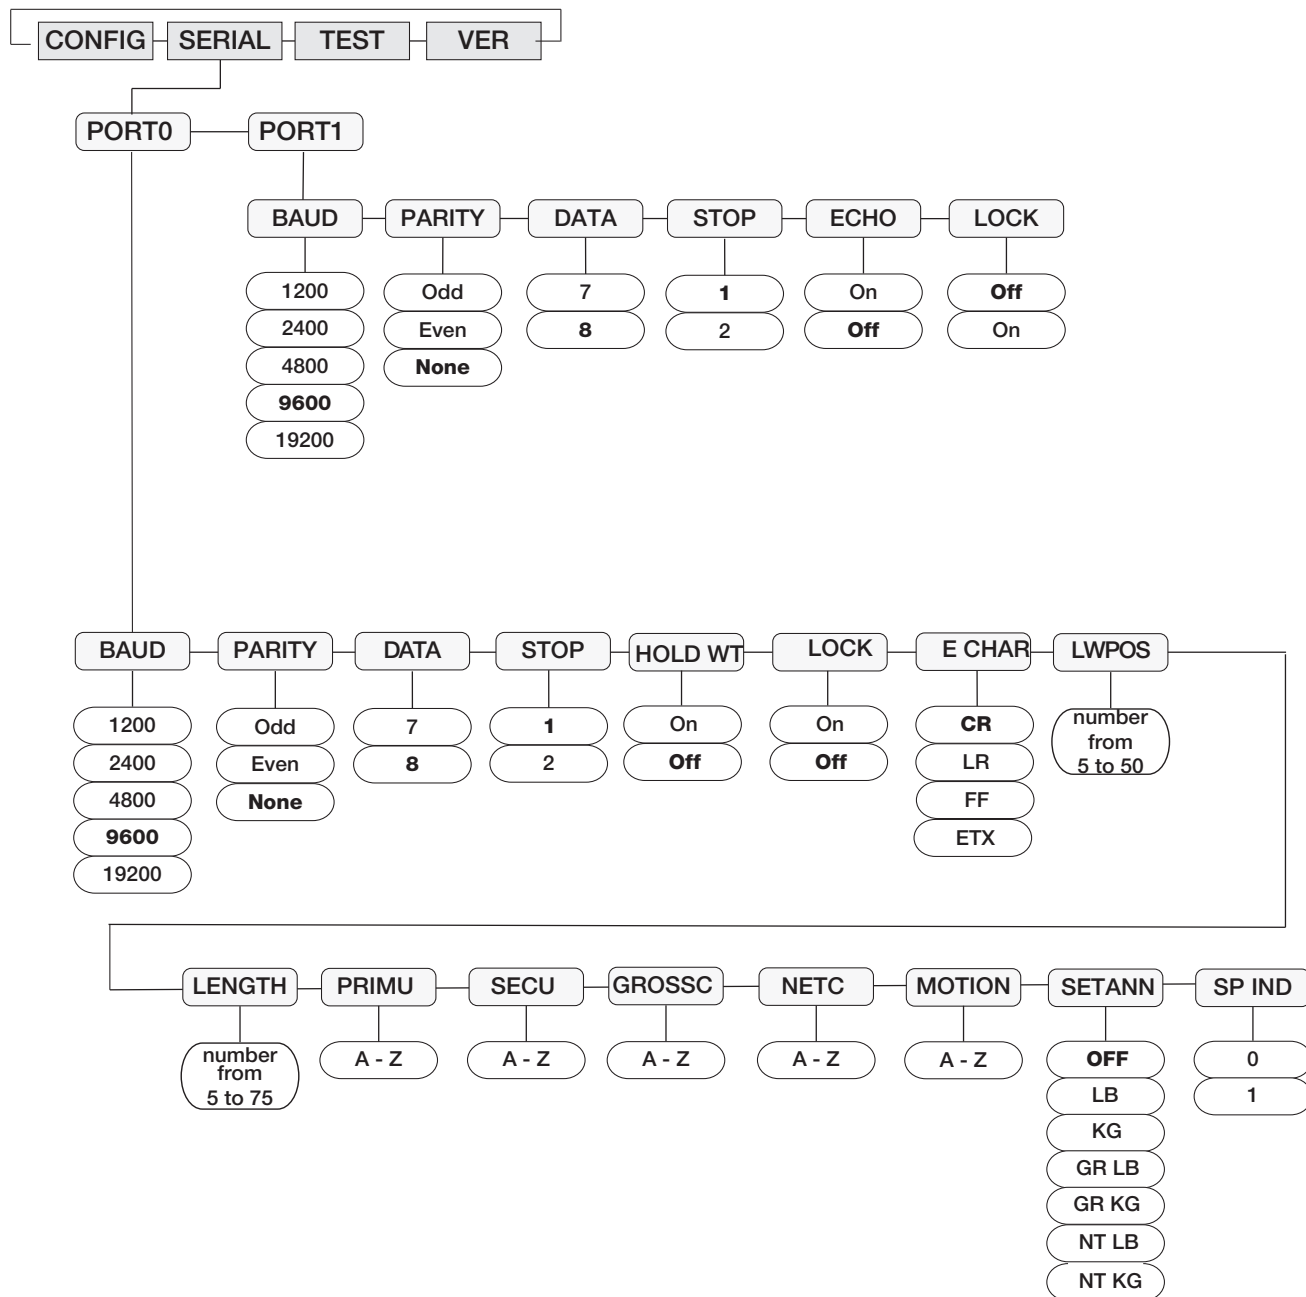 CONFIG SERIAL TEST VER
PORT0 PORT1
BAUD PARITY DATA STOP ECHO LOCK
1200 Odd 7 1 On Off
2400 Even 8 2 Off On
4800 None
9600
19200
BAUD PARITY DATA STOP HOLD WT LOCK E CHAR LWPOS
1200 Odd 7 1 On On CR number
2400 Even 8 2 Off Off LR from
4800 None FF 5 to 50
9600 ETX
19200
LENGTH PRIMU SECU GROSSC NETC MOTION SETANN SP IND
number A - Z A - Z A - Z A - Z A - Z OFF 0
from LB 1
5 to 75 KG
GR LB
GR KG
NT LB
NT KG